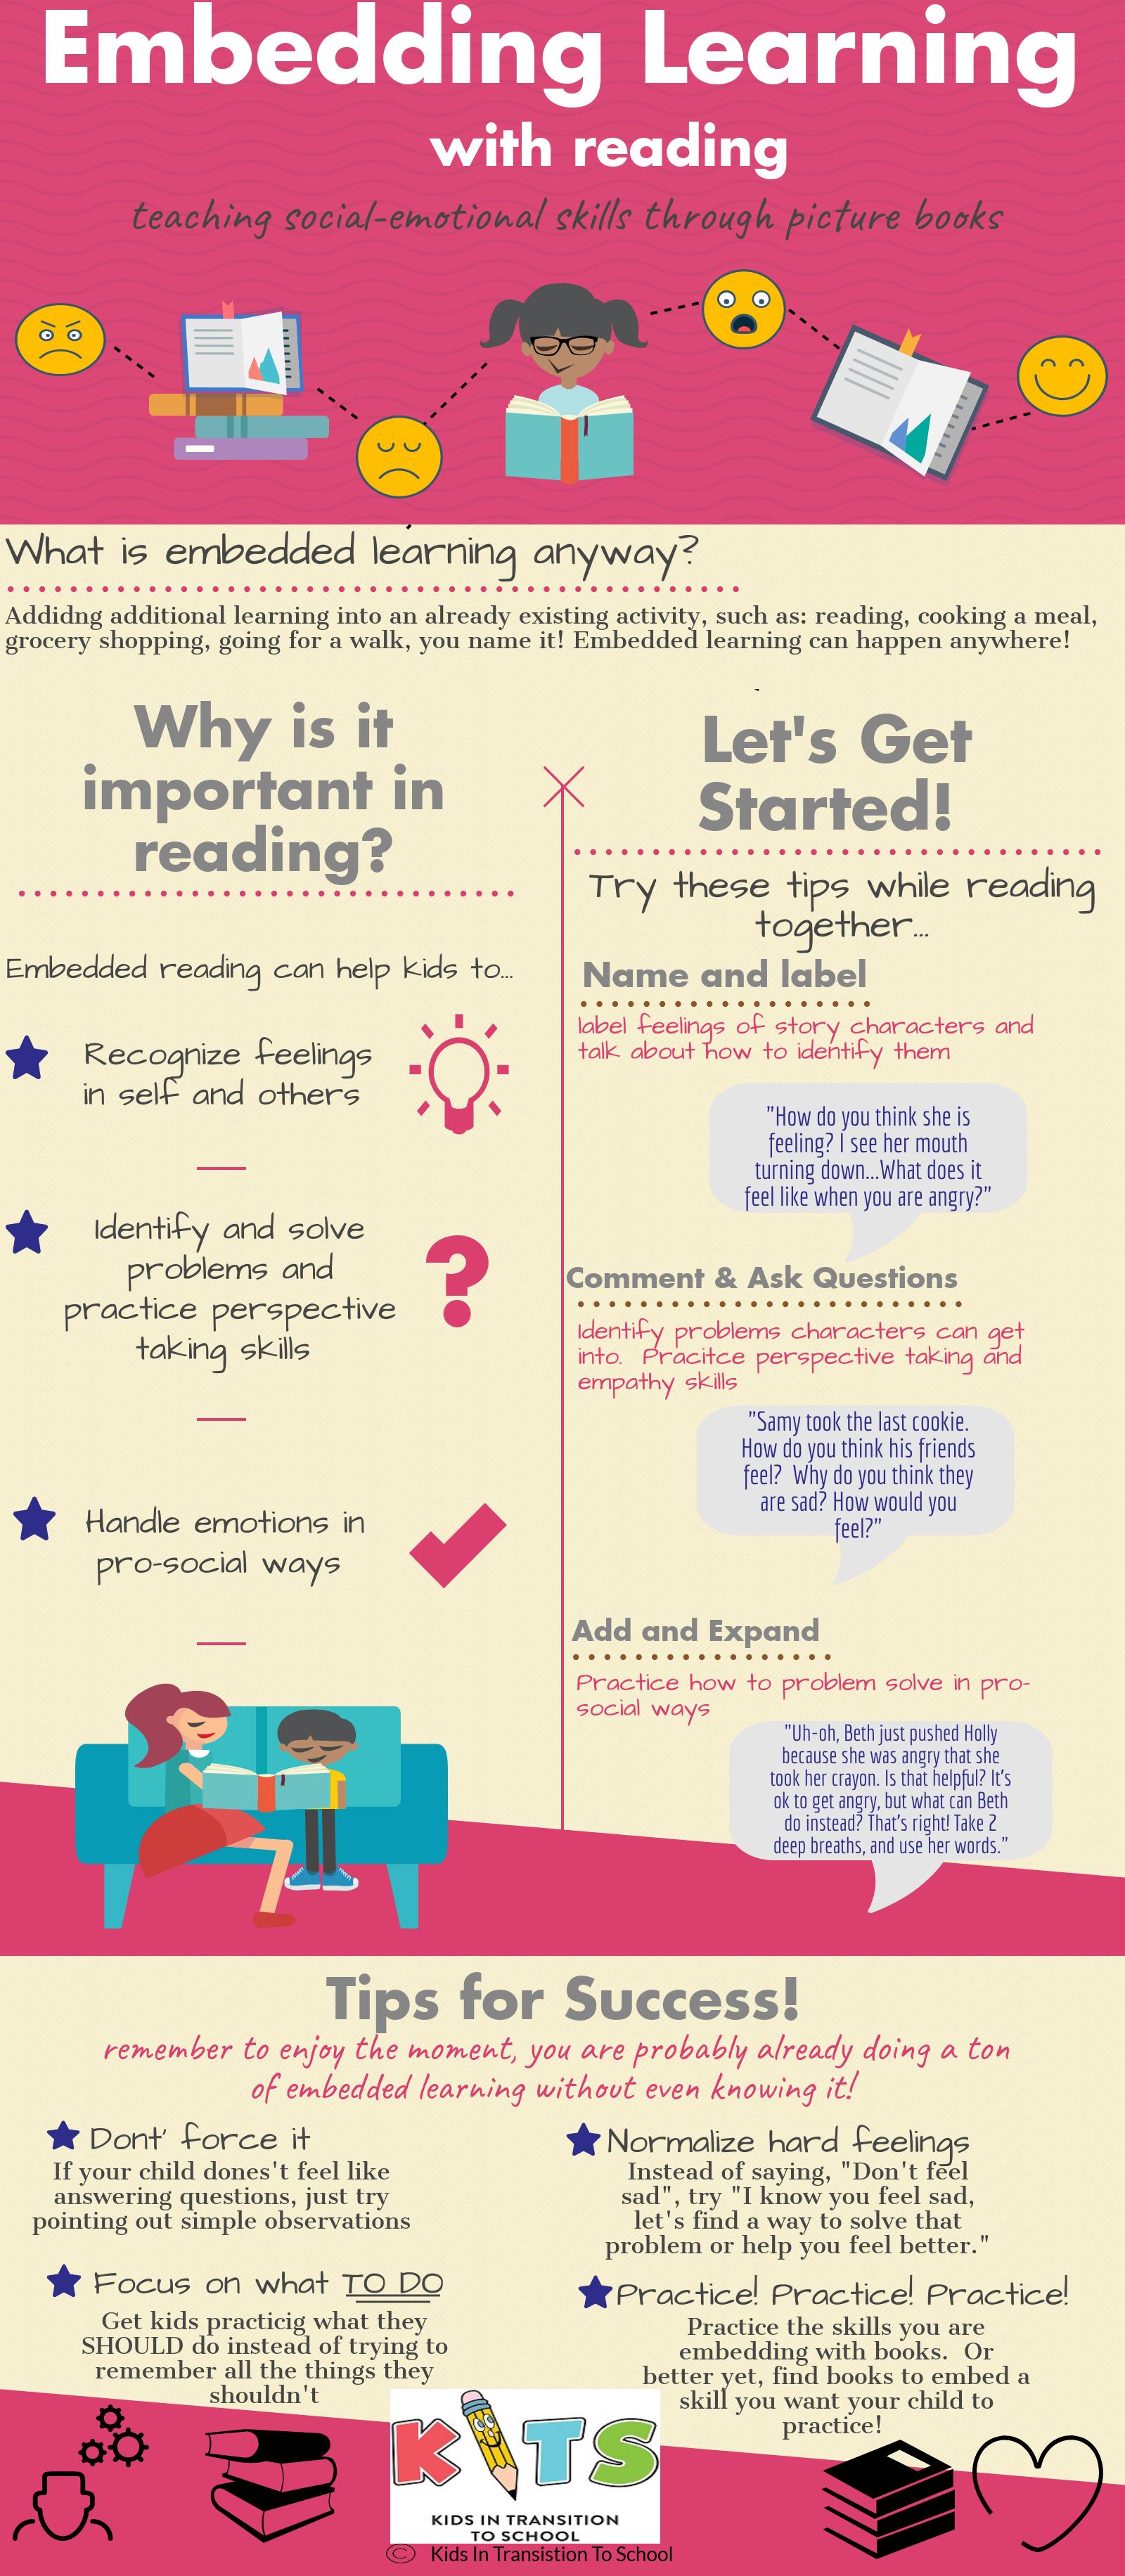 Embedding Learning
with reading
teaching social-emotional skills through picture books
What is embedded learning anyway?
Addidng additional learning into an already existing activity, such as: reading, cooking a meal,
grocery shopping, going for a walk, you name it! Embedded learning can happen anywhere!
Why is it
important in
reading?
Embedded reading can help kids to...
Recognize feelings
in self and others
Identify and solve
problems and
practice perspective
taking skills
Handle emotions in
pro-social ways
Let's Get
Started!
Try these tips while reading
together...
Name and label
label feelings of story characters and
talk about how to identify them
"How do you think she is
feeling? I see her mouth
turning down...What does it
feel like when you are angry?"
Comment & Ask Questions
Identify problems characters can get
into.  Pracitce perspective taking and
empathy skills
"Samy took the last cookie.
How do you think his friends
feel?  Why do you think they
are sad? How would you
feel?"
Add and Expand
Practice how to problem solve in pro-
social ways
"Uh-oh, Beth just pushed Holly
because she was angry that she
took her crayon. Is that helpful? It's
ok to get angry, but what can Beth
do instead? That's right! Take 2
deep breaths, and use her words."
Tips for Success!
remember to enjoy the moment, you are probably already doing a ton
of embedded learning without even knowing it!
Dont' force it
If your child dones't feel like
answering questions, just try
pointing out simple observations
Focus on what TO DO
Get kids practicig what they
SHOULD do instead of trying to
remember all the things they
shouldn't
Normalize hard feelings
Instead of saying, "Don't feel
sad", try "I know you feel sad,
let's find a way to solve that
problem or help you feel better."
Practice! Practice! Practice!
Practice the skills you are
embedding with books.  Or
better yet, find books to embed a
skill you want your child to
practice!
KITS
KIDS IN TRANSITION
TO SCHOOL
© Kids In Transistion To School